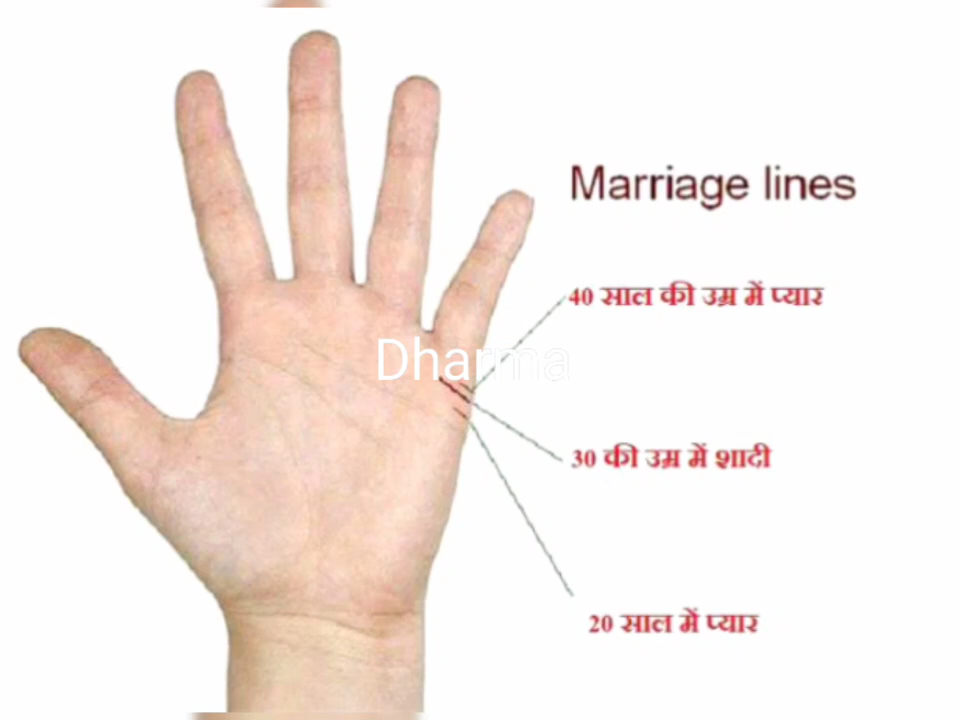 Marriage lines
40 साल की उम्र में प्यार
Dharma
30 की उम्र में शादी
20 साल में प्यार